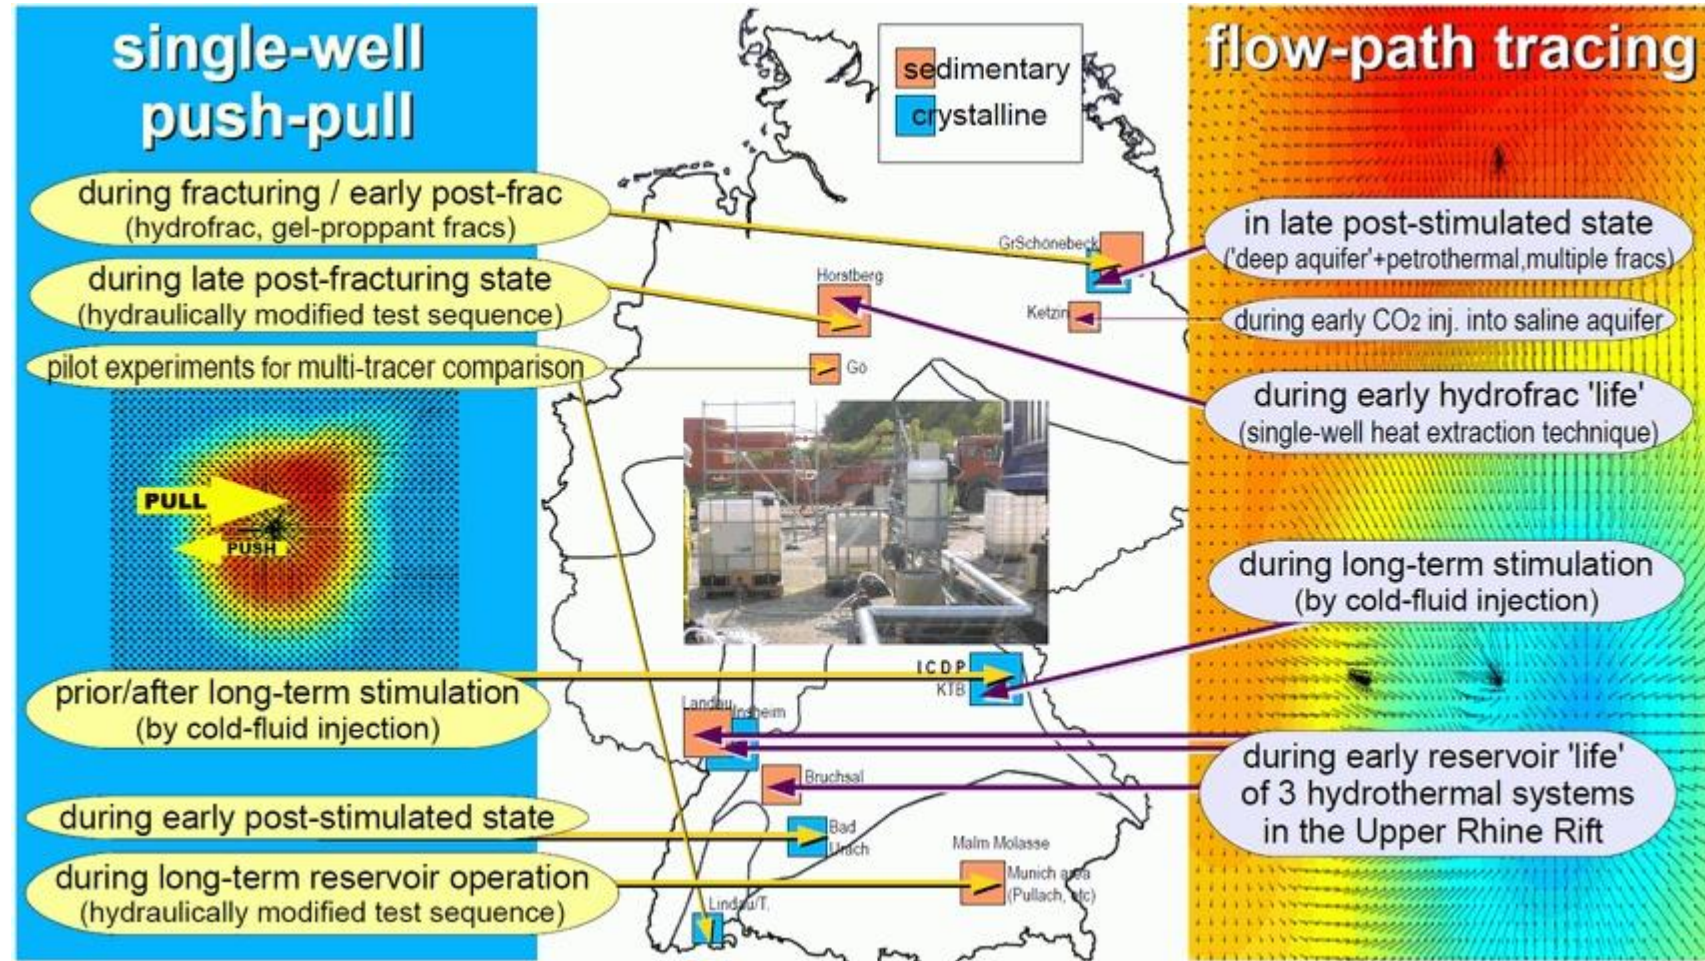 single-well
push-pull
during fracturing / early post-frac
(hydrofrac, gel-proppant fracs)
during late post-fracturing state
(hydraulically modified test sequence)
pilot experiments for multi-tracer comparison
PULL
PUSH
prior/after long-term stimulation
(by cold-fluid injection)
during early post-stimulated state
during long-term reservoir operation
(hydraulically modified test sequence)
sedimentary
crystalline
GrSchönebeck
Horstberg
Ketzin
Gö
ICDP
KTB
Landau
Insheim
Bruchsal
Bad
Urach
Malm Molasse
Munich area
(Pullach, etc)
Lindau/T.
flow-path tracing
in late post-stimulated state
('deep aquifer'+petrothermal,multiple fracs)
during early CO2 inj. into saline aquifer
during early hydrofrac 'life'
(single-well heat extraction technique)
during long-term stimulation
(by cold-fluid injection)
during early reservoir 'life'
of 3 hydrothermal systems
in the Upper Rhine Rift